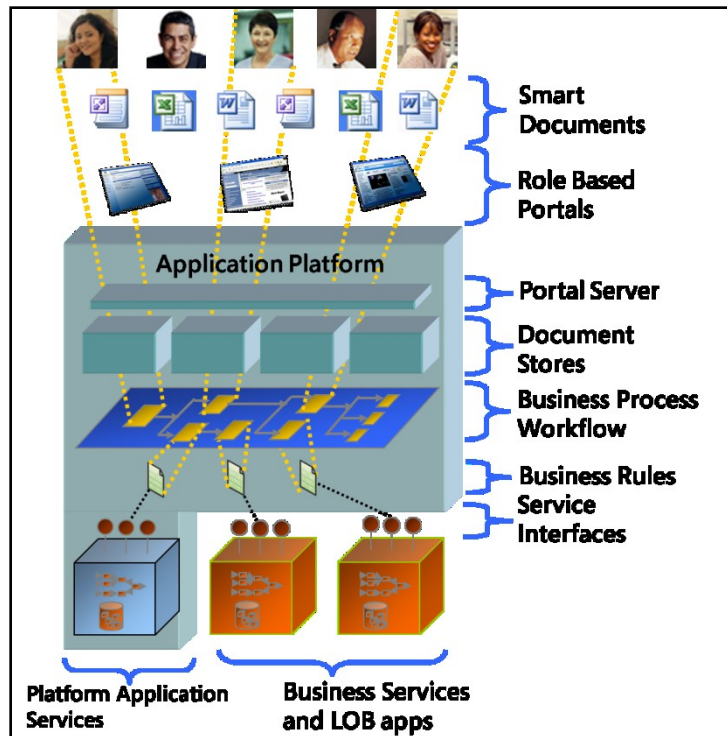 Smart
Documents
Role Based
Portals
Application Platform
Portal Server
Document
Stores
Business Process
Workflow
Business Rules
Service
Interfaces
Platform Application
Services
Business Services
and LOB apps